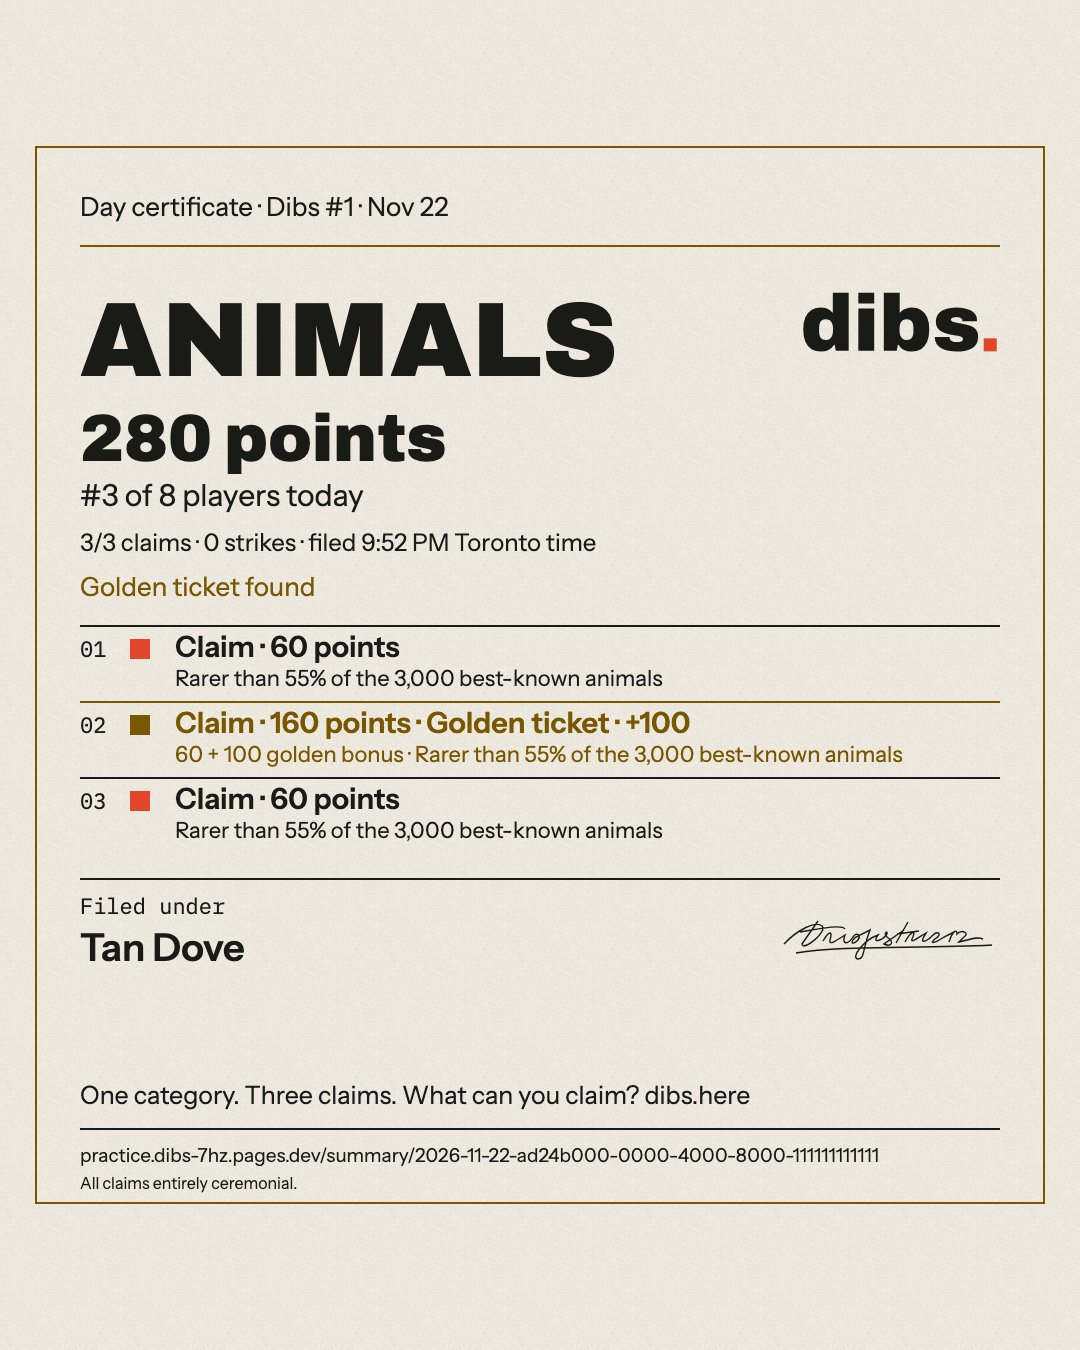 Day certificate · Dibs #1 · Nov 22
ANIMALS
dibs.
280 points
#3 of 8 players today
3/3 claims · 0 strikes · filed 9:52 PM Toronto time
Golden ticket found
01 Claim · 60 points
Rarer than 55% of the 3,000 best-known animals
02 Claim · 160 points · Golden ticket · +100
60 + 100 golden bonus · Rarer than 55% of the 3,000 best-known animals
03 Claim · 60 points
Rarer than 55% of the 3,000 best-known animals
Filed under
Tan Dove
One category. Three claims. What can you claim? dibs.here
practice.dibs-7hz.pages.dev/summary/2026-11-22-ad24b000-0000-4000-8000-111111111111
All claims entirely ceremonial.